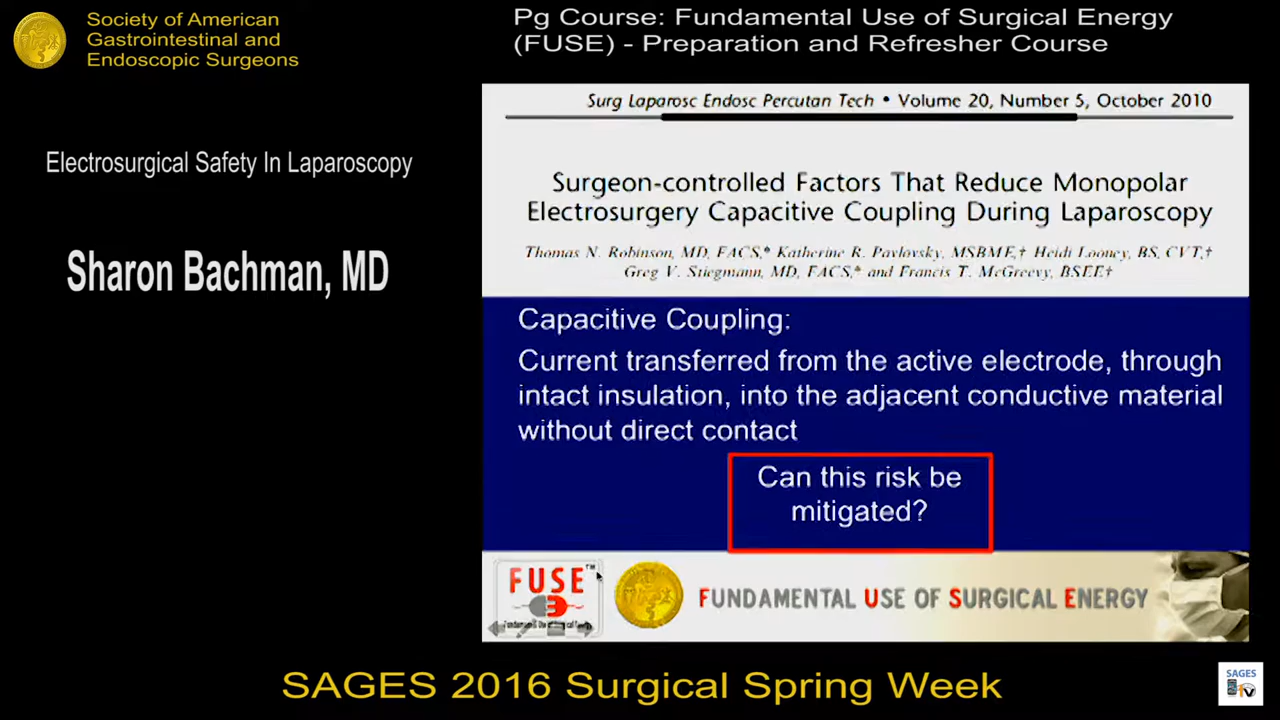 Society of American
Gastrointestinal and
Endoscopic Surgeons
Pg Course: Fundamental Use of Surgical Energy
(FUSE) - Preparation and Refresher Course
Electrosurgical Safety In Laparoscopy
Sharon Bachman, MD
Surg Laparosc Endosc Percutan Tech • Volume 20, Number 5, October 2010
Surgeon-controlled Factors That Reduce Monopolar
Electrosurgery Capacitive Coupling During Laparoscopy
Thomas N. Robinson, MD, FACS,* Katherine R. Pavlovsky, MSBME,† Heidi Looney, BS, CVT,†
Greg V. Stiegmann, MD, FACS,* and Francis T. McGreevy, BSEE†
Capacitive Coupling:
Current transferred from the active electrode, through
intact insulation, into the adjacent conductive material
without direct contact
Can this risk be
mitigated?
FUSE™
FUNDAMENTAL USE OF SURGICAL ENERGY
SAGES 2016 Surgical Spring Week
SAGES
TV